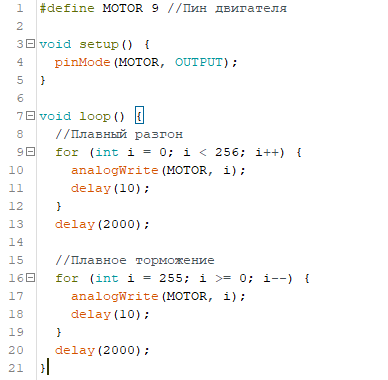 1 #define MOTOR 9 //Пин двигателя
2
3 void setup() {
4 pinMode(MOTOR, OUTPUT);
5 }
6
7 void loop() {
8 //Плавный разгон
9 for (int i = 0; i < 256; i++) {
10 analogWrite(MOTOR, i);
11 delay(10);
12 }
13 delay(2000);
14
15 //Плавное торможение
16 for (int i = 255; i >= 0; i--) {
17 analogWrite(MOTOR, i);
18 delay(10);
19 }
20 delay(2000);
21 }